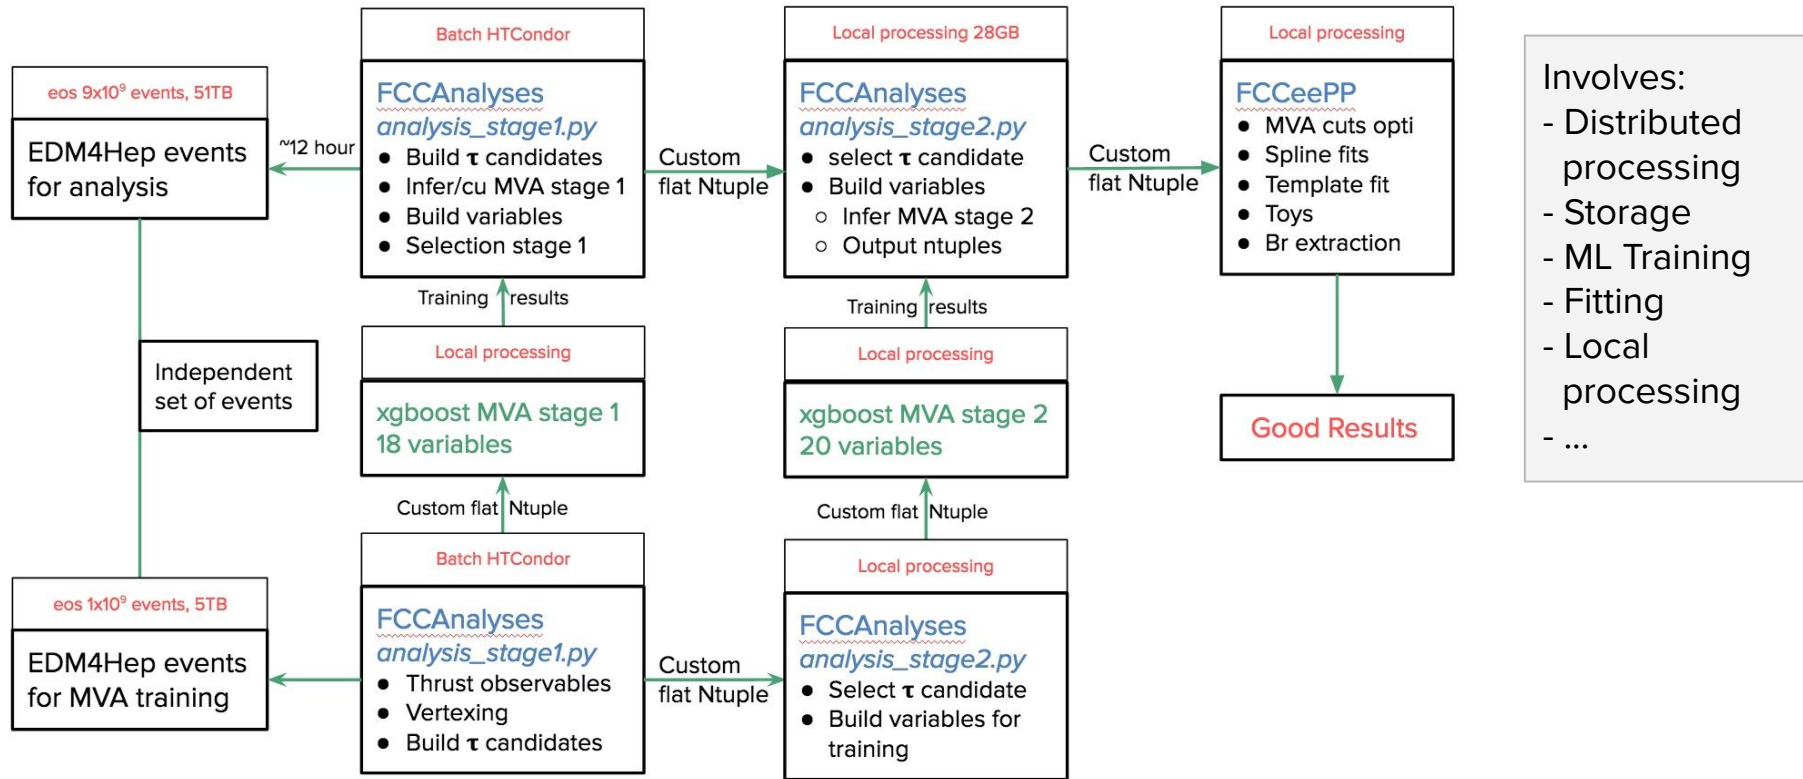 eos 9x10⁹ events, 51TB
EDM4Hep events
for analysis
~12 hour
Batch HTCondor
FCCAnalyses
analysis_stage1.py
● Build τ candidates
● Infer/cu MVA stage 1
● Build variables
● Selection stage 1
Custom
flat Ntuple
Local processing 28GB
FCCAnalyses
analysis_stage2.py
● select τ candidate
● Build variables
○ Infer MVA stage 2
○ Output ntuples
Custom
flat Ntuple
Local processing
FCCeePP
● MVA cuts opti
● Spline fits
● Template fit
● Toys
● Br extraction
Involves:
- Distributed
processing
- Storage
- ML Training
- Fitting
- Local
processing
- ...
Independent
set of events
Training results
Local processing
xgboost MVA stage 1
18 variables
Custom flat Ntuple
Training results
Local processing
xgboost MVA stage 2
20 variables
Custom flat Ntuple
Good Results
eos 1x10⁹ events, 5TB
EDM4Hep events
for MVA training
Batch HTCondor
FCCAnalyses
analysis_stage1.py
● Thrust observables
● Vertexing
● Build τ candidates
Custom
flat Ntuple
Local processing
FCCAnalyses
analysis_stage2.py
● Select τ candidate
● Build variables for
training